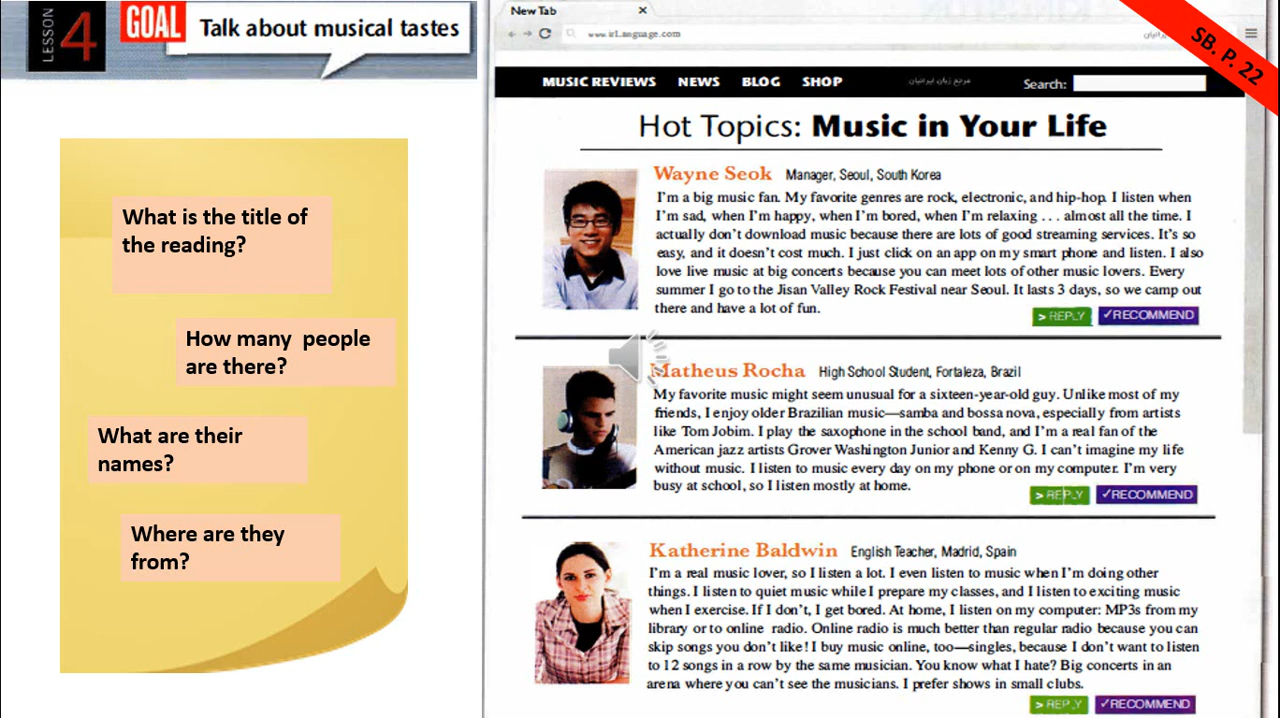 LESSON
4
GOAL
Talk about musical tastes
What is the title of
the reading?
How many people
are there?
What are their
names?
Where are they
from?
New Tab
www.irLanguage.com
ایرانیان
SB. P. 22
MUSIC REVIEWS NEWS BLOG SHOP
مرجع زبان ایرانیان
Search:
Hot Topics: Music in Your Life
Wayne Seok Manager, Seoul, South Korea
I'm a big music fan. My favorite genres are rock, electronic, and hip-hop. I listen when
I'm sad, when I'm happy, when I'm bored, when I'm relaxing . . . almost all the time. I
actually don't download music because there are lots of good streaming services. It's so
easy, and it doesn't cost much. I just click on an app on my smart phone and listen. I also
love live music at big concerts because you can meet lots of other music lovers. Every
summer I go to the Jisan Valley Rock Festival near Seoul. It lasts 3 days, so we camp out
there and have a lot of fun.
> REPLY ✓RECOMMEND
Matheus Rocha High School Student, Fortaleza, Brazil
My favorite music might seem unusual for a sixteen-year-old guy. Unlike most of my
friends, I enjoy older Brazilian music—samba and bossa nova, especially from artists
like Tom Jobim. I play the saxophone in the school band, and I'm a real fan of the
American jazz artists Grover Washington Junior and Kenny G. I can't imagine my life
without music. I listen to music every day on my phone or on my computer. I'm very
busy at school, so I listen mostly at home.
> REPLY ✓RECOMMEND
Katherine Baldwin English Teacher, Madrid, Spain
I'm a real music lover, so I listen a lot. I even listen to music when I'm doing other
things. I listen to quiet music while I prepare my classes, and I listen to exciting music
when I exercise. If I don't, I get bored. At home, I listen on my computer: MP3s from my
library or to online radio. Online radio is much better than regular radio because you can
skip songs you don't like! I buy music online, too—singles, because I don't want to listen
to 12 songs in a row by the same musician. You know what I hate? Big concerts in an
arena where you can't see the musicians. I prefer shows in small clubs.
> REPLY ✓RECOMMEND